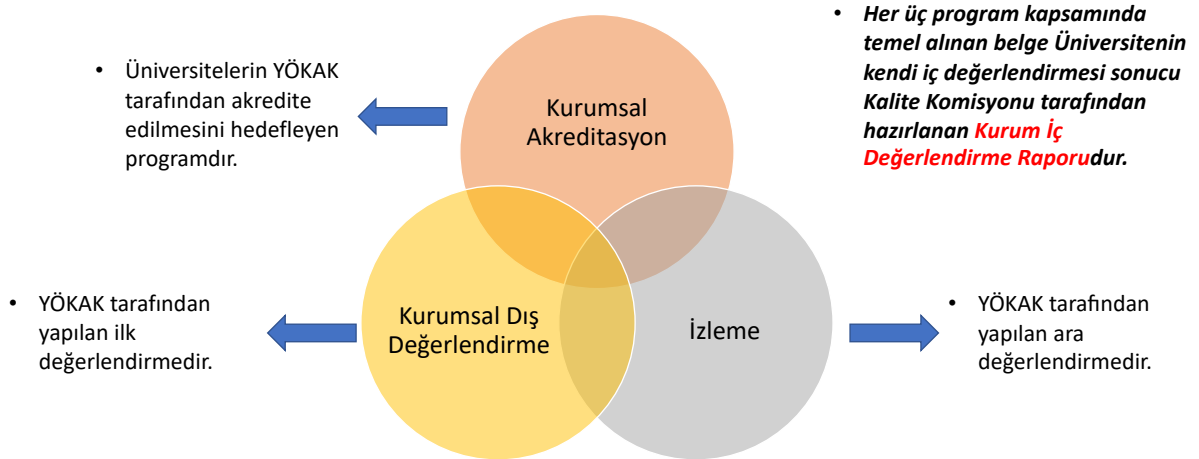 • Üniversitelerin YÖKAK
tarafından akredite
edilmesini hedefleyen
programdır.
Kurumsal
Akreditasyon
• Her üç program kapsamında
temel alınan belge Üniversitenin
kendi iç değerlendirmesi sonucu
Kalite Komisyonu tarafından
hazırlanan Kurum İç
Değerlendirme Raporudur.
• YÖKAK tarafından
yapılan ilk
değerlendirmedir.
Kurumsal Dış
Değerlendirme
İzleme
• YÖKAK tarafından
yapılan ara
değerlendirmedir.